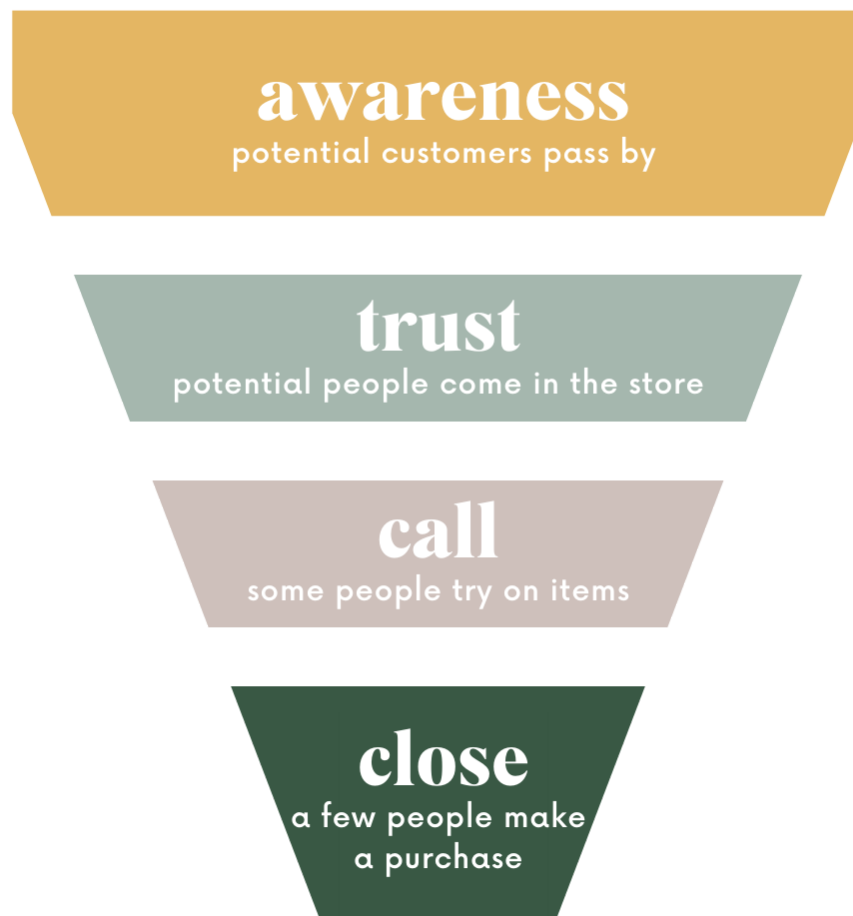 awareness
potential customers pass by
trust
potential people come in the store
call
some people try on items
close
a few people make
a purchase